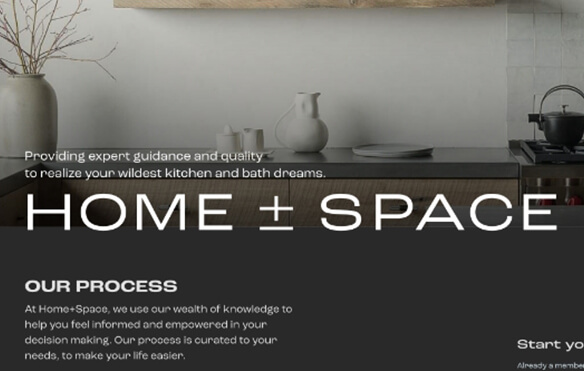 Providing expert guidance and quality
to realize your wildest kitchen and bath dreams.
HOME ± SPACE
OUR PROCESS
At Home+Space, we use our wealth of knowledge to
help you feel informed and empowered in your
decision making. Our process is curated to your
needs, to make your life easier.
Start yo
Already a membe